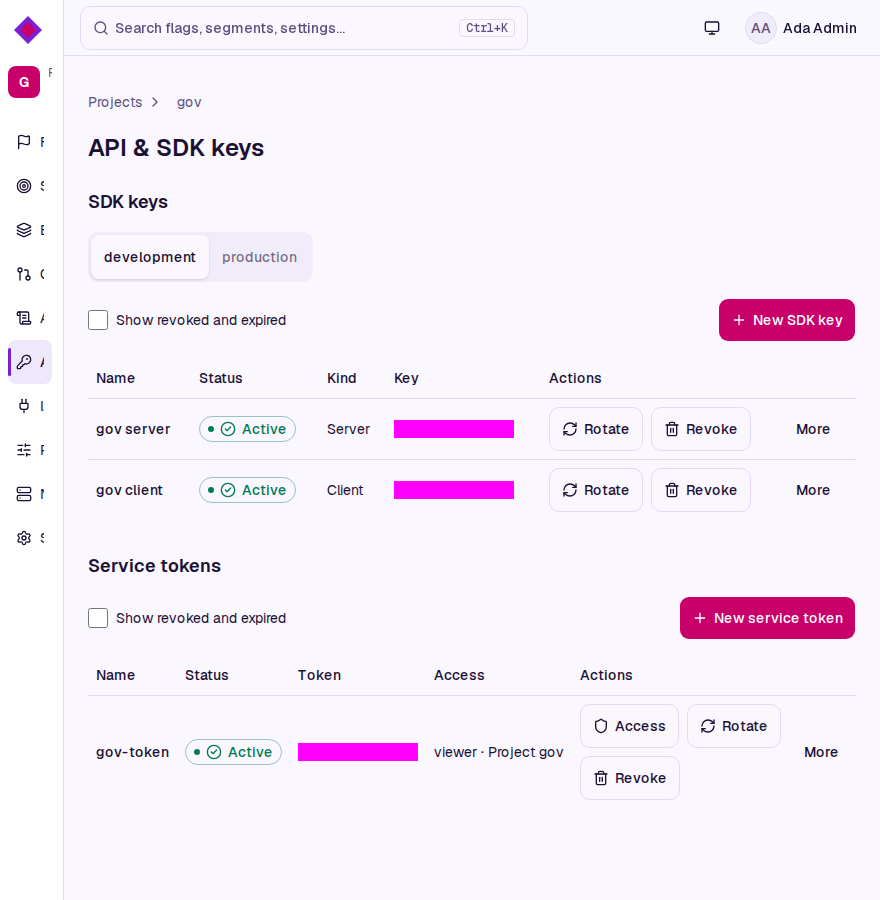 Search flags, segments, settings... Ctrl+K
AA Ada Admin
G
Projects > gov
API & SDK keys
SDK keys
development production
Show revoked and expired
New SDK key
Name Status Kind Key Actions
gov server Active Server Rotate Revoke More
gov client Active Client Rotate Revoke More
Service tokens
Show revoked and expired
New service token
Name Status Token Access Actions
gov-token Active viewer · Project gov Access Rotate More
Revoke